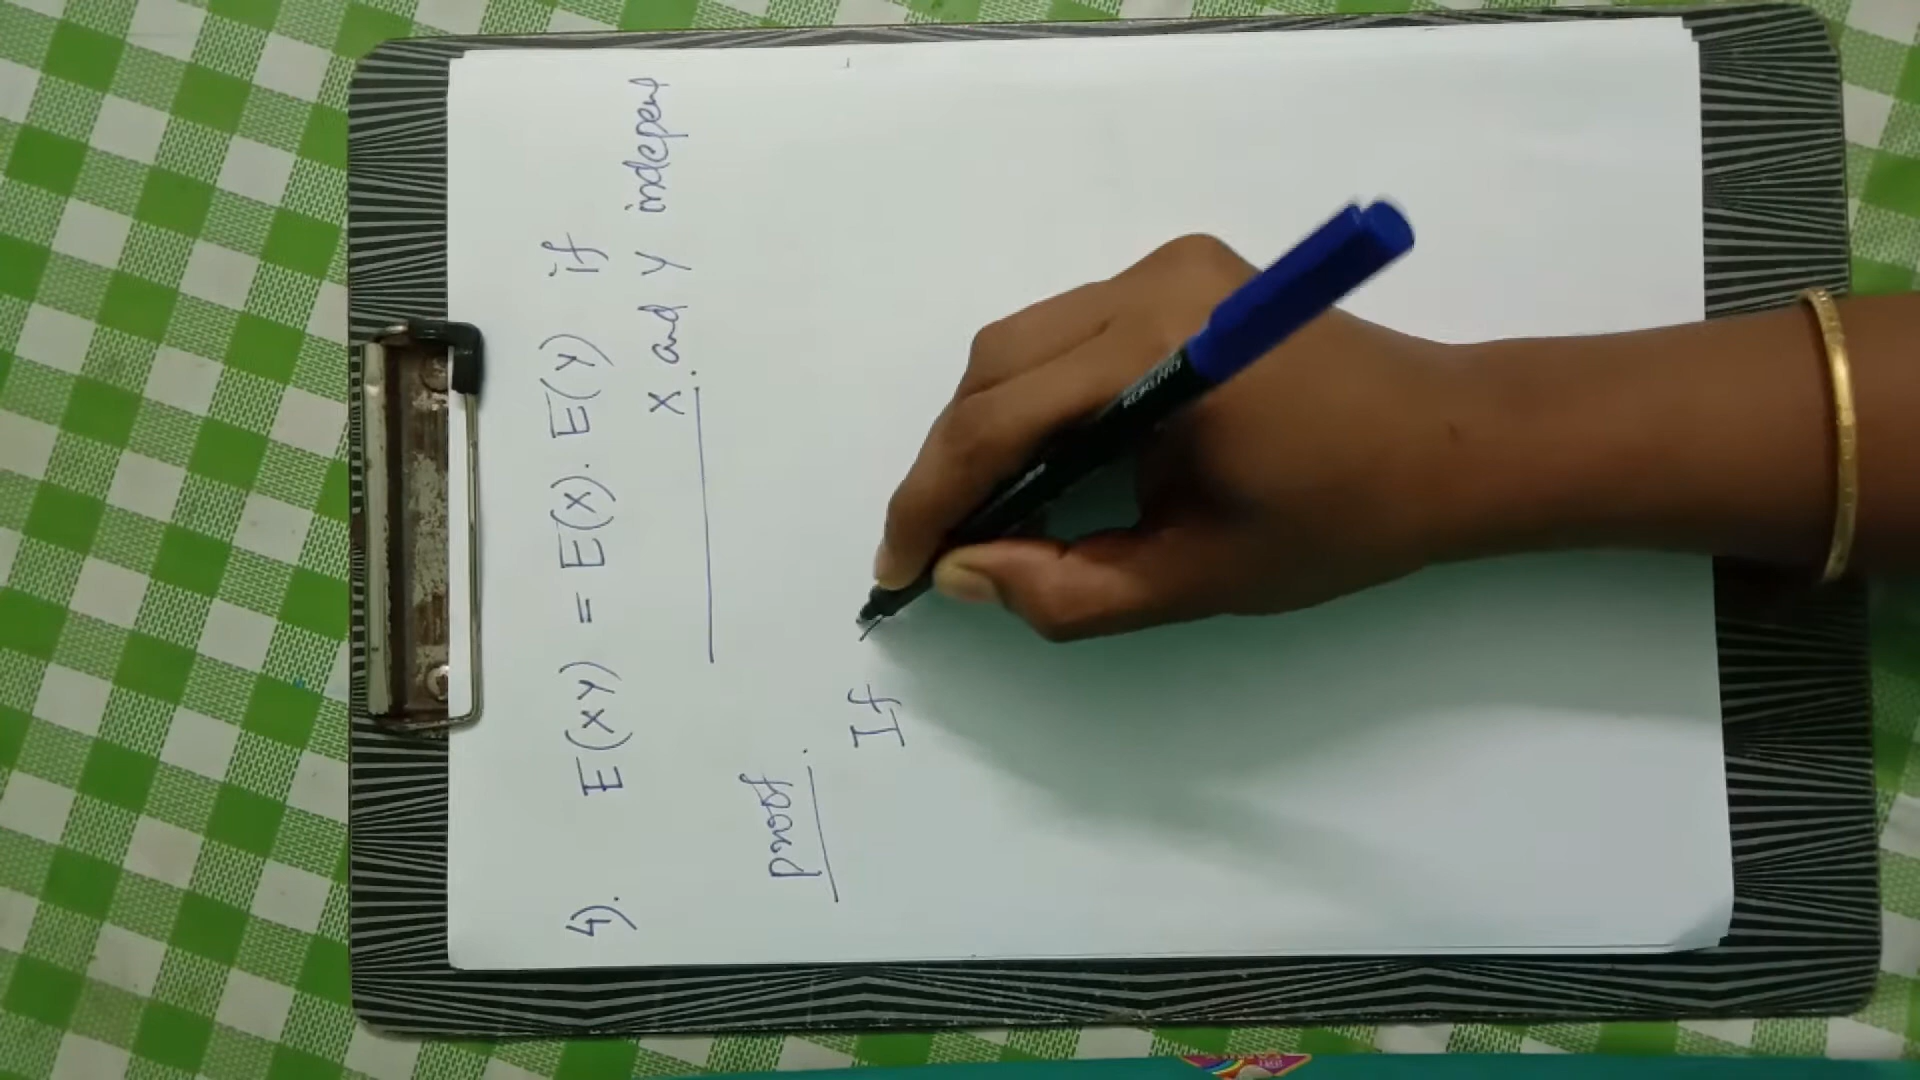 4). E(XY) = E(X). E(Y) if
X and Y indepen
proof.
If